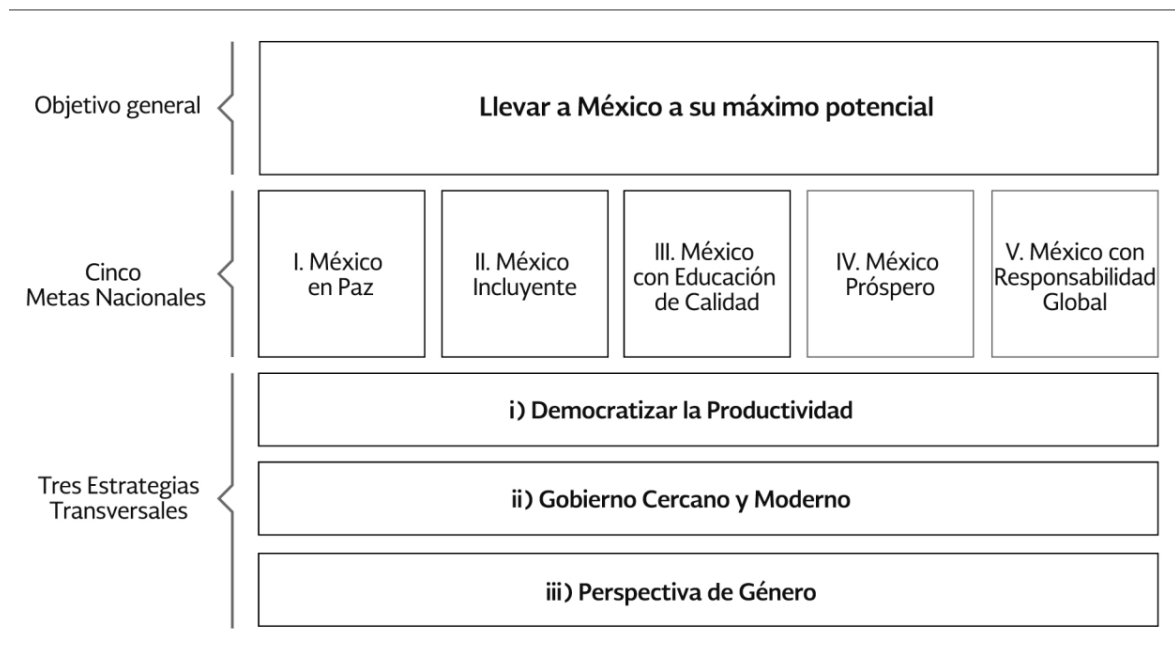 Objetivo general
Llevar a México a su máximo potencial
Cinco
Metas Nacionales
I. México
en Paz
II. México
Incluyente
III. México
con Educación
de Calidad
IV. México
Próspero
V. México con
Responsabilidad
Global
Tres Estrategias
Transversales
i) Democratizar la Productividad
ii) Gobierno Cercano y Moderno
iii) Perspectiva de Género